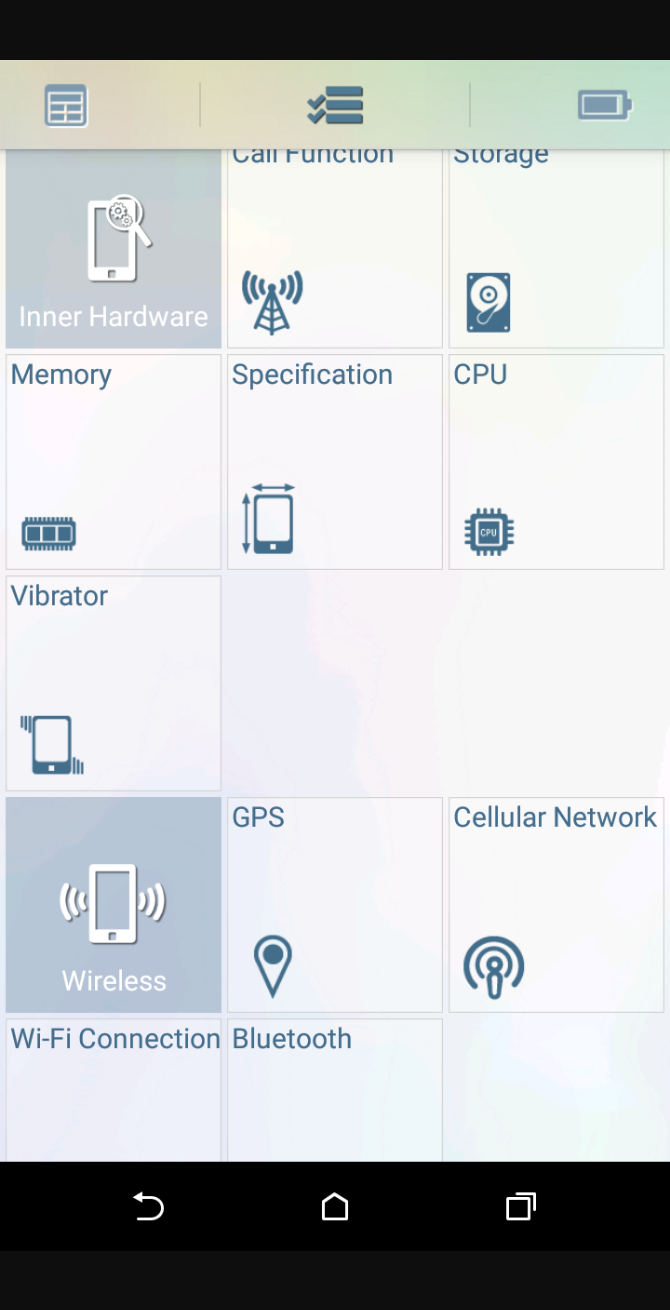 Call Function
Storage
Inner Hardware
Memory
Specification
CPU
CPU
Vibrator
GPS
Cellular Network
Wireless
Wi-Fi Connection
Bluetooth